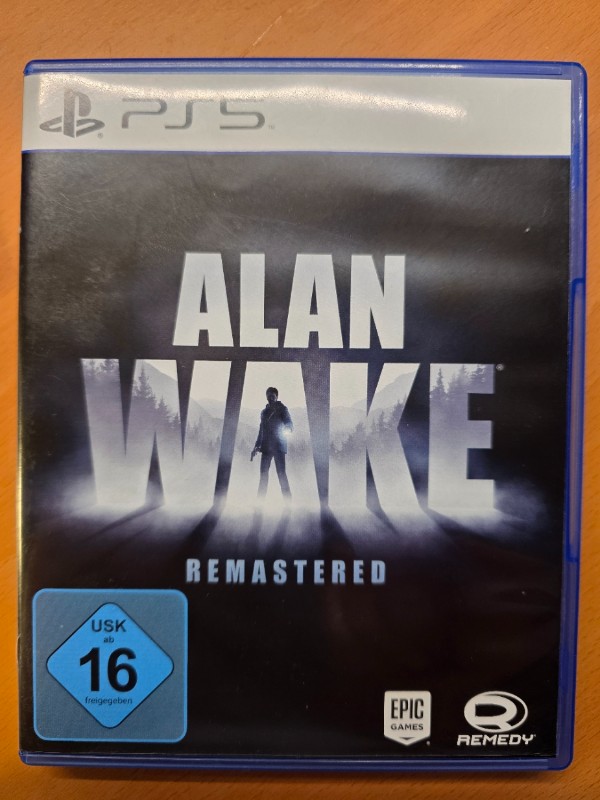 PS5
ALAN
WAKE
REMASTERED
USK
ab
16
freigegeben
EPIC
GAMES
REMEDY